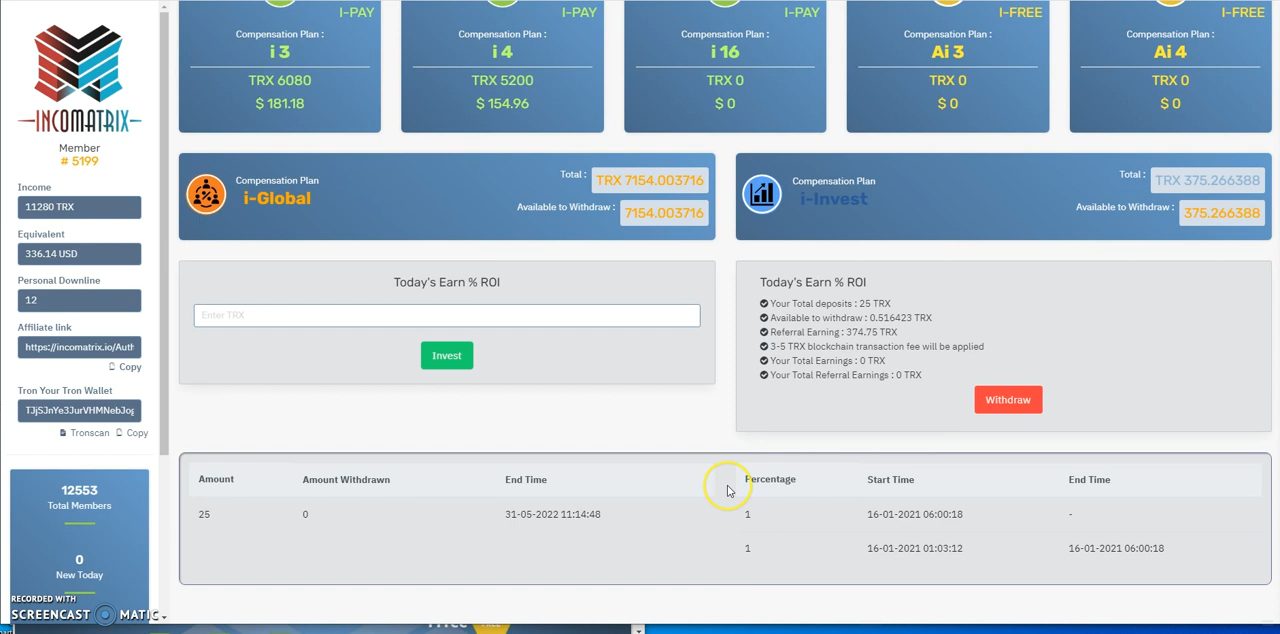 INCOMATRIX
Member
# 5199
Income
11280 TRX
Equivalent
336.14 USD
Personal Downline
12
Affiliate link
https://incomatrix.io/Auth
Copy
Tron Your Tron Wallet
TJjSJnYe3JurVHMNebJog
Tronscan Copy
12553
Total Members
0
New Today
RECORDED WITH
SCREENCAST MATIC
I-PAY
Compensation Plan :
i 3
TRX 6080
$ 181.18
I-PAY
Compensation Plan :
i 4
TRX 5200
$ 154.96
I-PAY
Compensation Plan :
i 16
TRX 0
$ 0
I-FREE
Compensation Plan :
Ai 3
TRX 0
$ 0
I-FREE
Compensation Plan :
Ai 4
TRX 0
$ 0
Compensation Plan
i-Global
Total : TRX 7154.003716
Available to Withdraw : 7154.003716
Compensation Plan
i-Invest
Total : TRX 375.266388
Available to Withdraw : 375.266388
Today's Earn % ROI
Enter TRX
Invest
Today's Earn % ROI
Your Total deposits : 25 TRX
Available to withdraw : 0.516423 TRX
Referral Earning : 374.75 TRX
3-5 TRX blockchain transaction fee will be applied
Your Total Earnings : 0 TRX
Your Total Referral Earnings : 0 TRX
Withdraw
Amount Amount Withdrawn End Time Percentage Start Time End Time
25 0 31-05-2022 11:14:48 1 16-01-2021 06:00:18 -
1 16-01-2021 01:03:12 16-01-2021 06:00:18